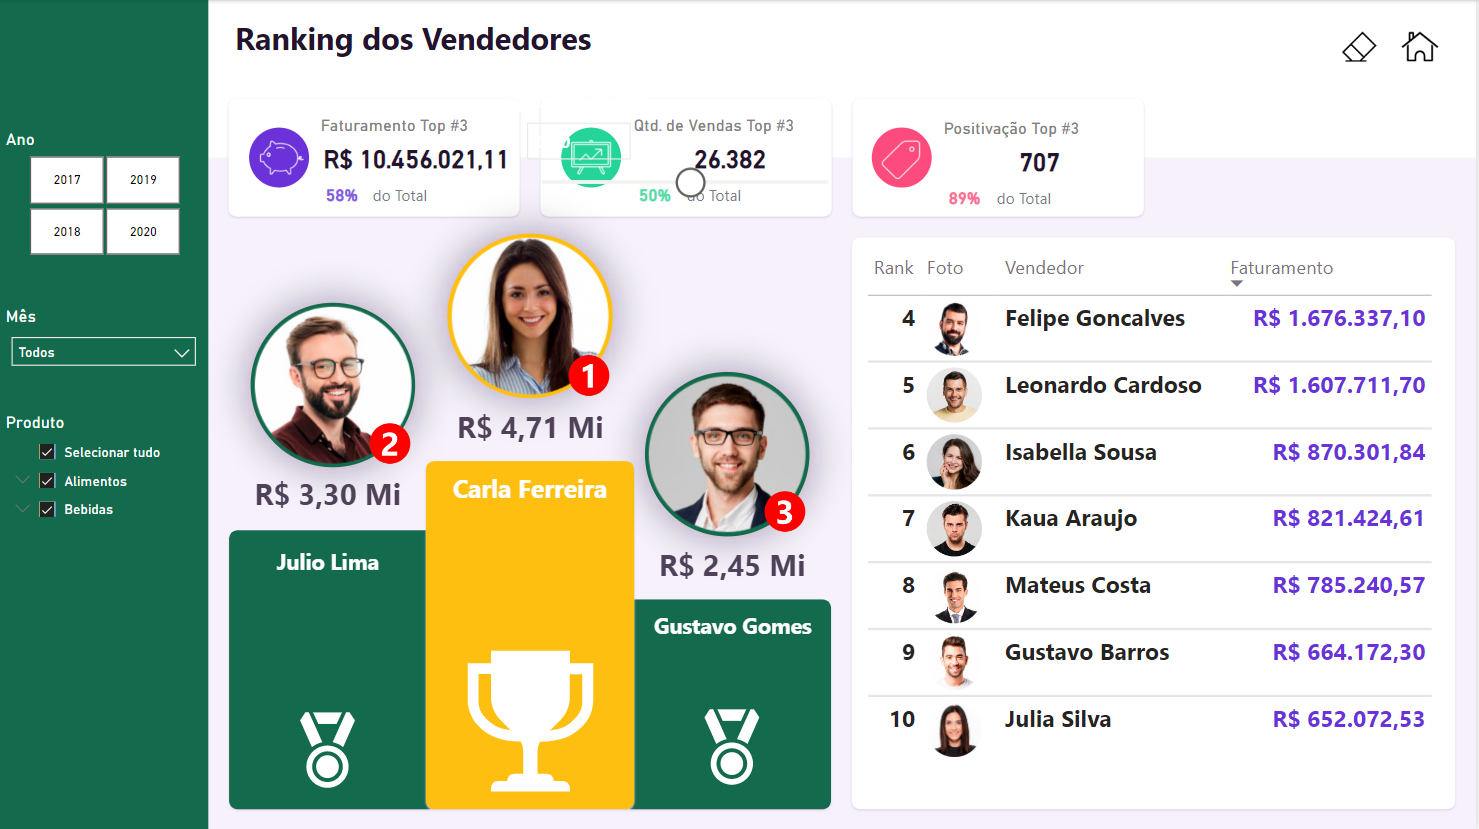 Ranking dos Vendedores
Ano
2017
2019
2018
2020
Mês
Todos
Produto
Selecionar tudo
Alimentos
Bebidas
Faturamento Top #3
R$ 10.456.021,11
58% do Total
Qtd. de Vendas Top #3
26.382
50% do Total
Positivação Top #3
707
89% do Total
1
R$ 4,71 Mi
Carla Ferreira
2
R$ 3,30 Mi
Julio Lima
3
R$ 2,45 Mi
Gustavo Gomes
Rank Foto Vendedor Faturamento
4 Felipe Goncalves R$ 1.676.337,10
5 Leonardo Cardoso R$ 1.607.711,70
6 Isabella Sousa R$ 870.301,84
7 Kaua Araujo R$ 821.424,61
8 Mateus Costa R$ 785.240,57
9 Gustavo Barros R$ 664.172,30
10 Julia Silva R$ 652.072,53